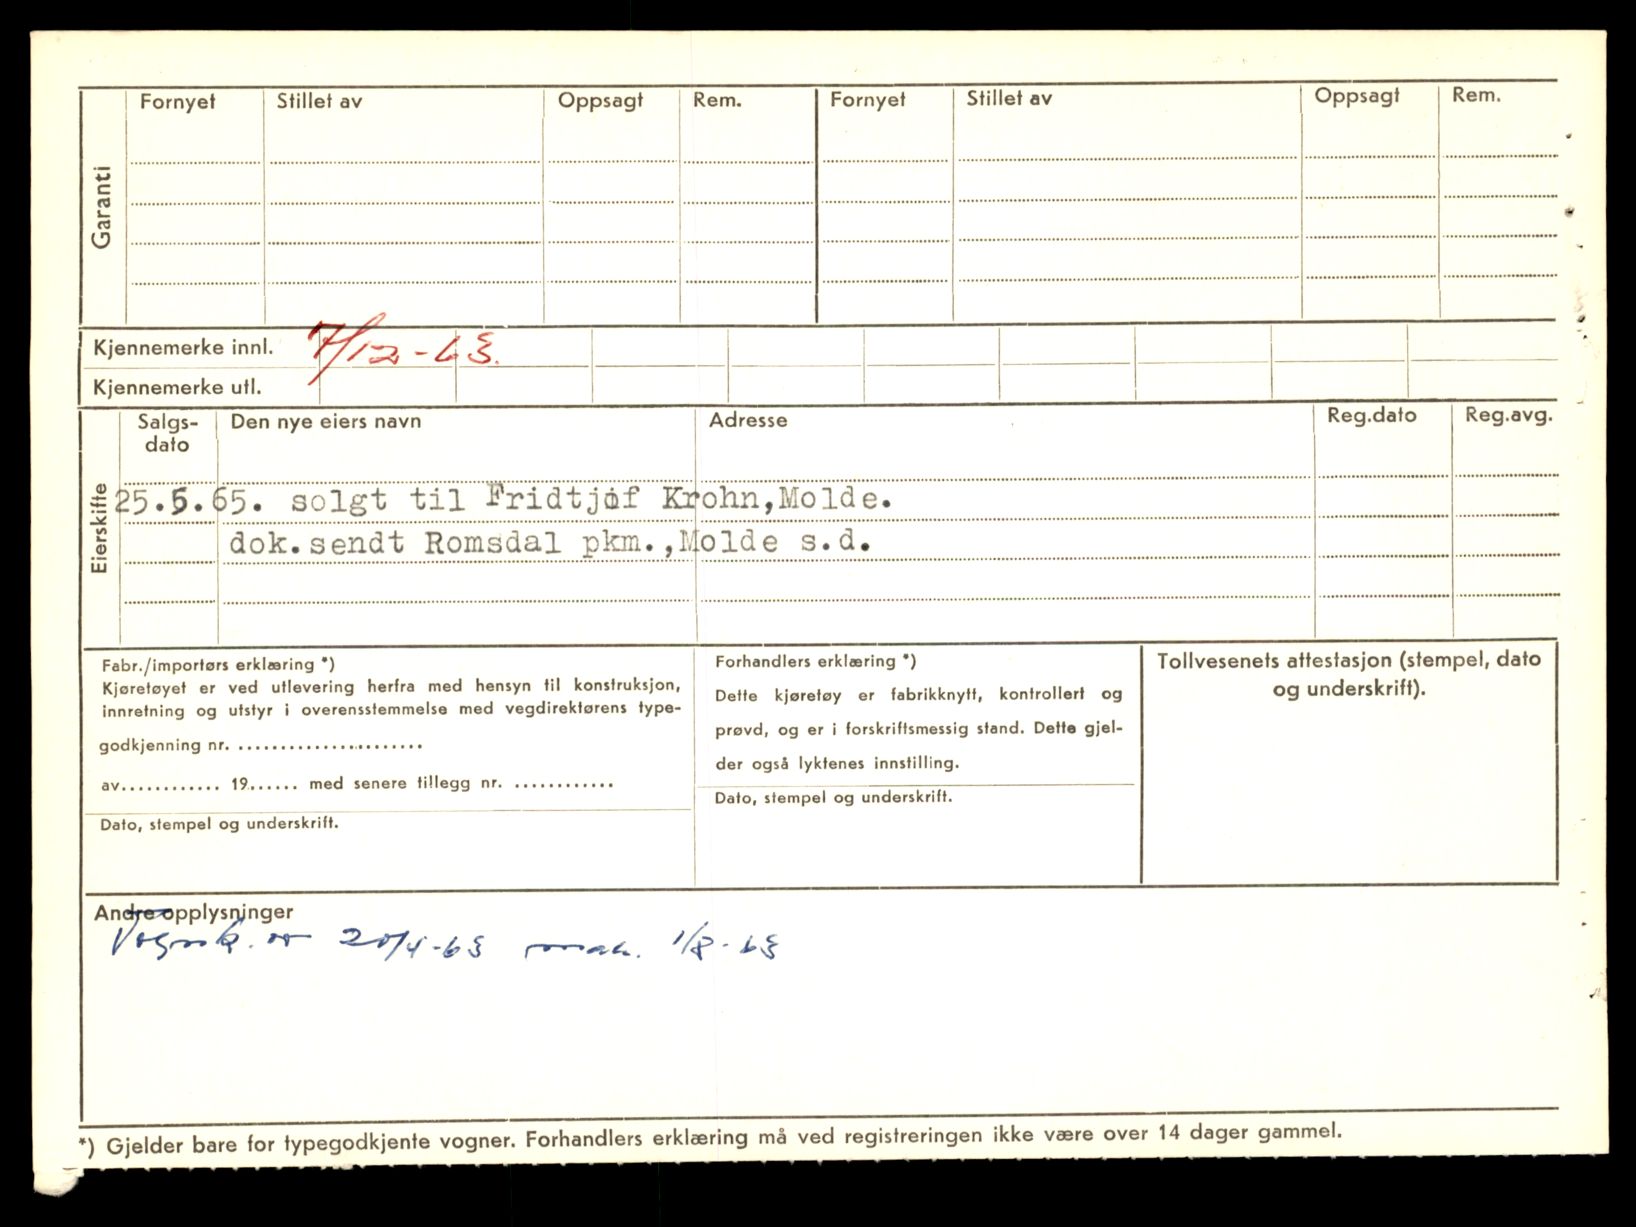 Garanti
Fornyet Stillet av Oppsagt Rem. Fornyet Stillet av Oppsagt Rem.
Kjennemerke innl. 7/12-63.
Kjennemerke utl.
Eierskifte
Salgs-dato Den nye eiers navn Adresse Reg.dato Reg.avg.
25.5.65. solgt til Fridtjof Krohn,Molde.
dok.sendt Romsdal pkm.,Molde s.d.
Fabr./importørs erklæring *)
Kjøretøyet er ved utlevering herfra med hensyn til konstruksjon,
innretning og utstyr i overensstemmelse med vegdirektørens type-
godkjenning nr. ......................
av............ 19...... med senere tillegg nr. ............
Dato, stempel og underskrift.
Forhandlers erklæring *)
Dette kjøretøy er fabrikknytt, kontrollert og
prøvd, og er i forskriftsmessig stand. Dette gjel-
der også lyktenes innstilling.
Dato, stempel og underskrift.
Tollvesenets attestasjon (stempel, dato
og underskrift).
Andre opplysninger
Vognk. 20/4-63 1/8-63
*) Gjelder bare for typegodkjente vogner. Forhandlers erklæring må ved registreringen ikke være over 14 dager gammel.